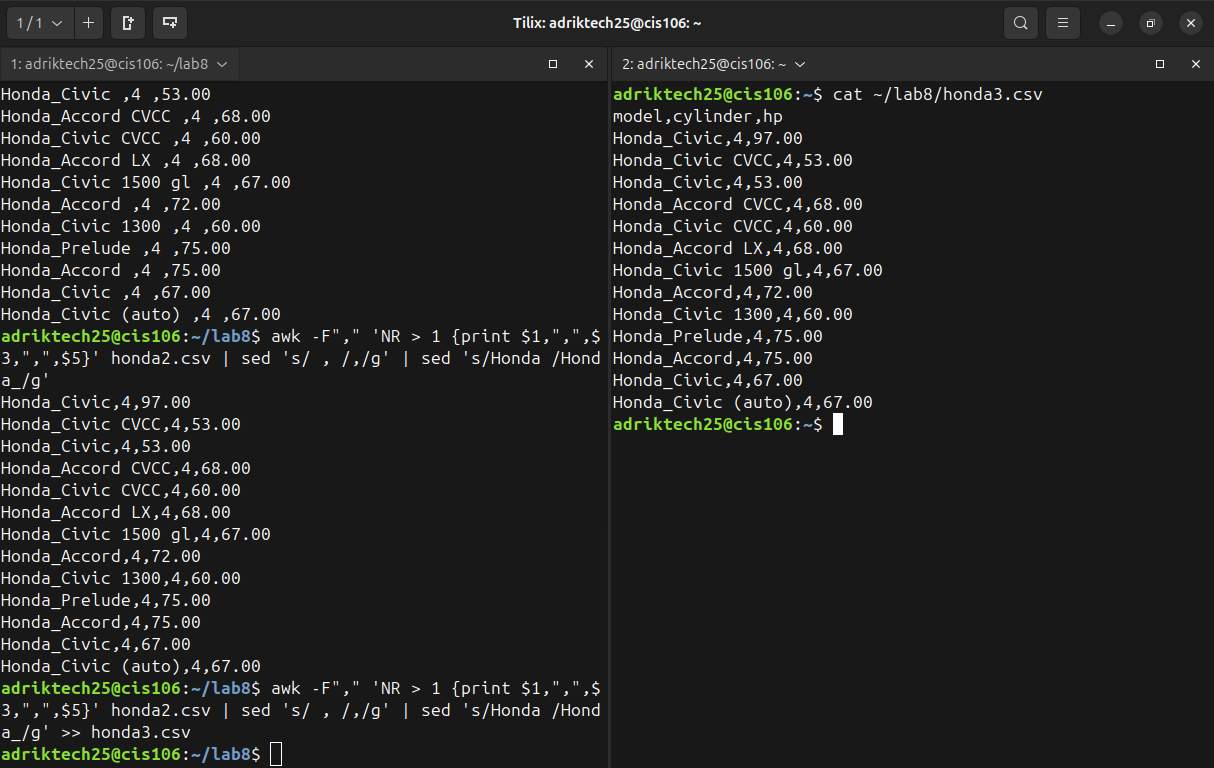 1 / 1
Tilix: adriktech25@cis106: ~
1: adriktech25@cis106: ~/lab8
Honda_Civic ,4 ,53.00
Honda_Accord CVCC ,4 ,68.00
Honda_Civic CVCC ,4 ,60.00
Honda_Accord LX ,4 ,68.00
Honda_Civic 1500 gl ,4 ,67.00
Honda_Accord ,4 ,72.00
Honda_Civic 1300 ,4 ,60.00
Honda_Prelude ,4 ,75.00
Honda_Accord ,4 ,75.00
Honda_Civic ,4 ,67.00
Honda_Civic (auto) ,4 ,67.00
adriktech25@cis106:~/lab8$ awk -F"," 'NR > 1 {print $1,",",$
3,",",$5}' honda2.csv | sed 's/ , /,/g' | sed 's/Honda /Hond
a_/g'
Honda_Civic,4,97.00
Honda_Civic CVCC,4,53.00
Honda_Civic,4,53.00
Honda_Accord CVCC,4,68.00
Honda_Civic CVCC,4,60.00
Honda_Accord LX,4,68.00
Honda_Civic 1500 gl,4,67.00
Honda_Accord,4,72.00
Honda_Civic 1300,4,60.00
Honda_Prelude,4,75.00
Honda_Accord,4,75.00
Honda_Civic,4,67.00
Honda_Civic (auto),4,67.00
adriktech25@cis106:~/lab8$ awk -F"," 'NR > 1 {print $1,",",$
3,",",$5}' honda2.csv | sed 's/ , /,/g' | sed 's/Honda /Hond
a_/g' >> honda3.csv
adriktech25@cis106:~/lab8$
2: adriktech25@cis106: ~
adriktech25@cis106:~$ cat ~/lab8/honda3.csv
model,cylinder,hp
Honda_Civic,4,97.00
Honda_Civic CVCC,4,53.00
Honda_Civic,4,53.00
Honda_Accord CVCC,4,68.00
Honda_Civic CVCC,4,60.00
Honda_Accord LX,4,68.00
Honda_Civic 1500 gl,4,67.00
Honda_Accord,4,72.00
Honda_Civic 1300,4,60.00
Honda_Prelude,4,75.00
Honda_Accord,4,75.00
Honda_Civic,4,67.00
Honda_Civic (auto),4,67.00
adriktech25@cis106:~$